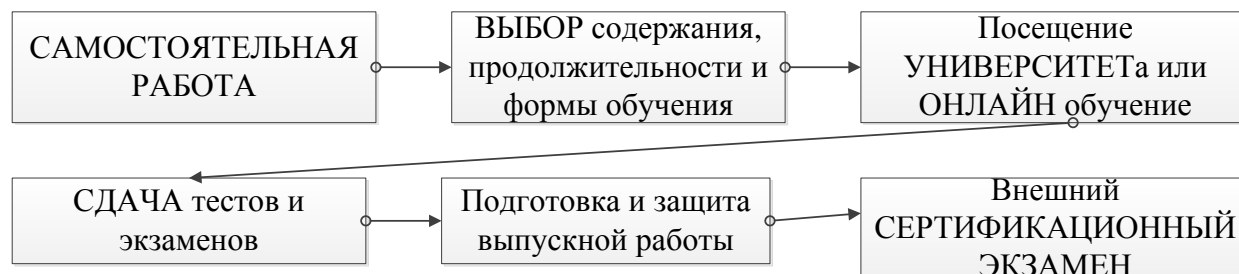 САМОСТОЯТЕЛЬНАЯ
РАБОТА
ВЫБОР содержания,
продолжительности и
формы обучения
Посещение
УНИВЕРСИТЕТа или
ОНЛАЙН обучение
СДАЧА тестов и
экзаменов
Подготовка и защита
выпускной работы
Внешний
СЕРТИФИКАЦИОННЫЙ
ЭКЗАМЕН